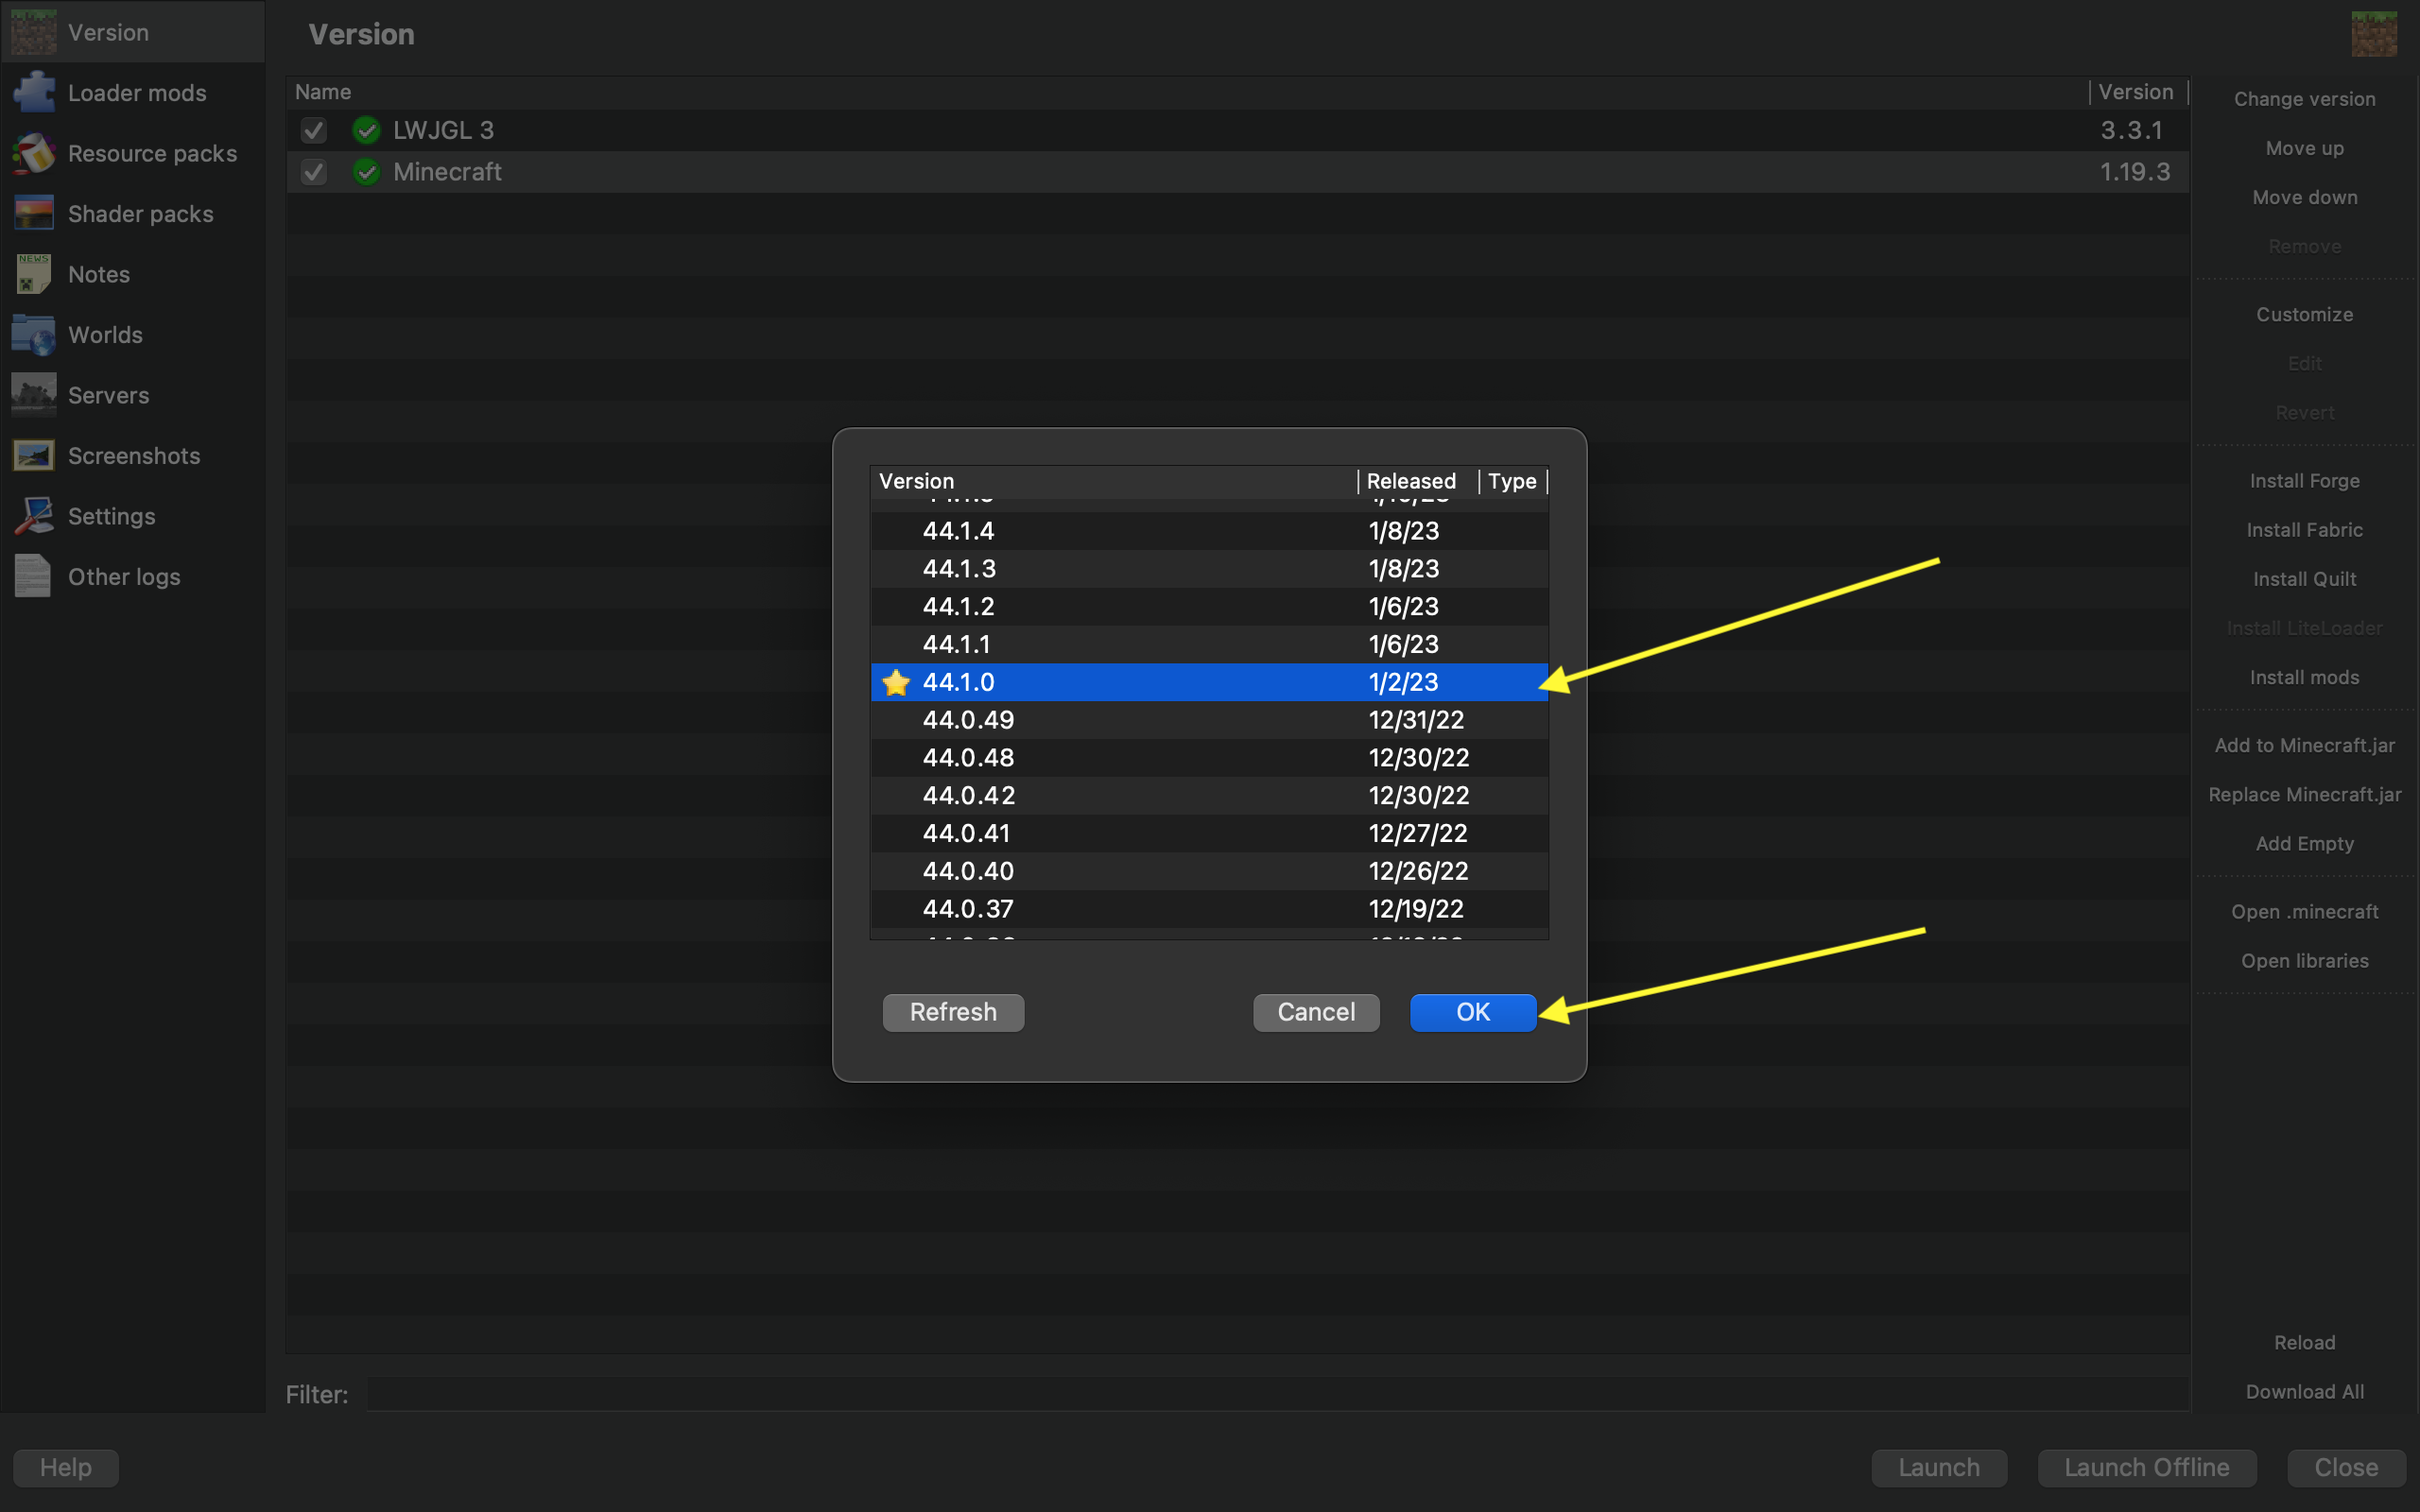 Version
Loader mods
Resource packs
Shader packs
NEWS
Notes
Worlds
Servers
Screenshots
Settings
Other logs
Version
Name Version
LWJGL 3 3.3.1
Minecraft 1.19.3
Version Released Type
44.1.4 1/8/23
44.1.3 1/8/23
44.1.2 1/6/23
44.1.1 1/6/23
44.1.0 1/2/23
44.0.49 12/31/22
44.0.48 12/30/22
44.0.42 12/30/22
44.0.41 12/27/22
44.0.40 12/26/22
44.0.37 12/19/22
Refresh Cancel OK
Change version
Move up
Move down
Remove
Customize
Edit
Revert
Install Forge
Install Fabric
Install Quilt
Install LiteLoader
Install mods
Add to Minecraft.jar
Replace Minecraft.jar
Add Empty
Open .minecraft
Open libraries
Reload
Download All
Filter:
Help Launch Launch Offline Close